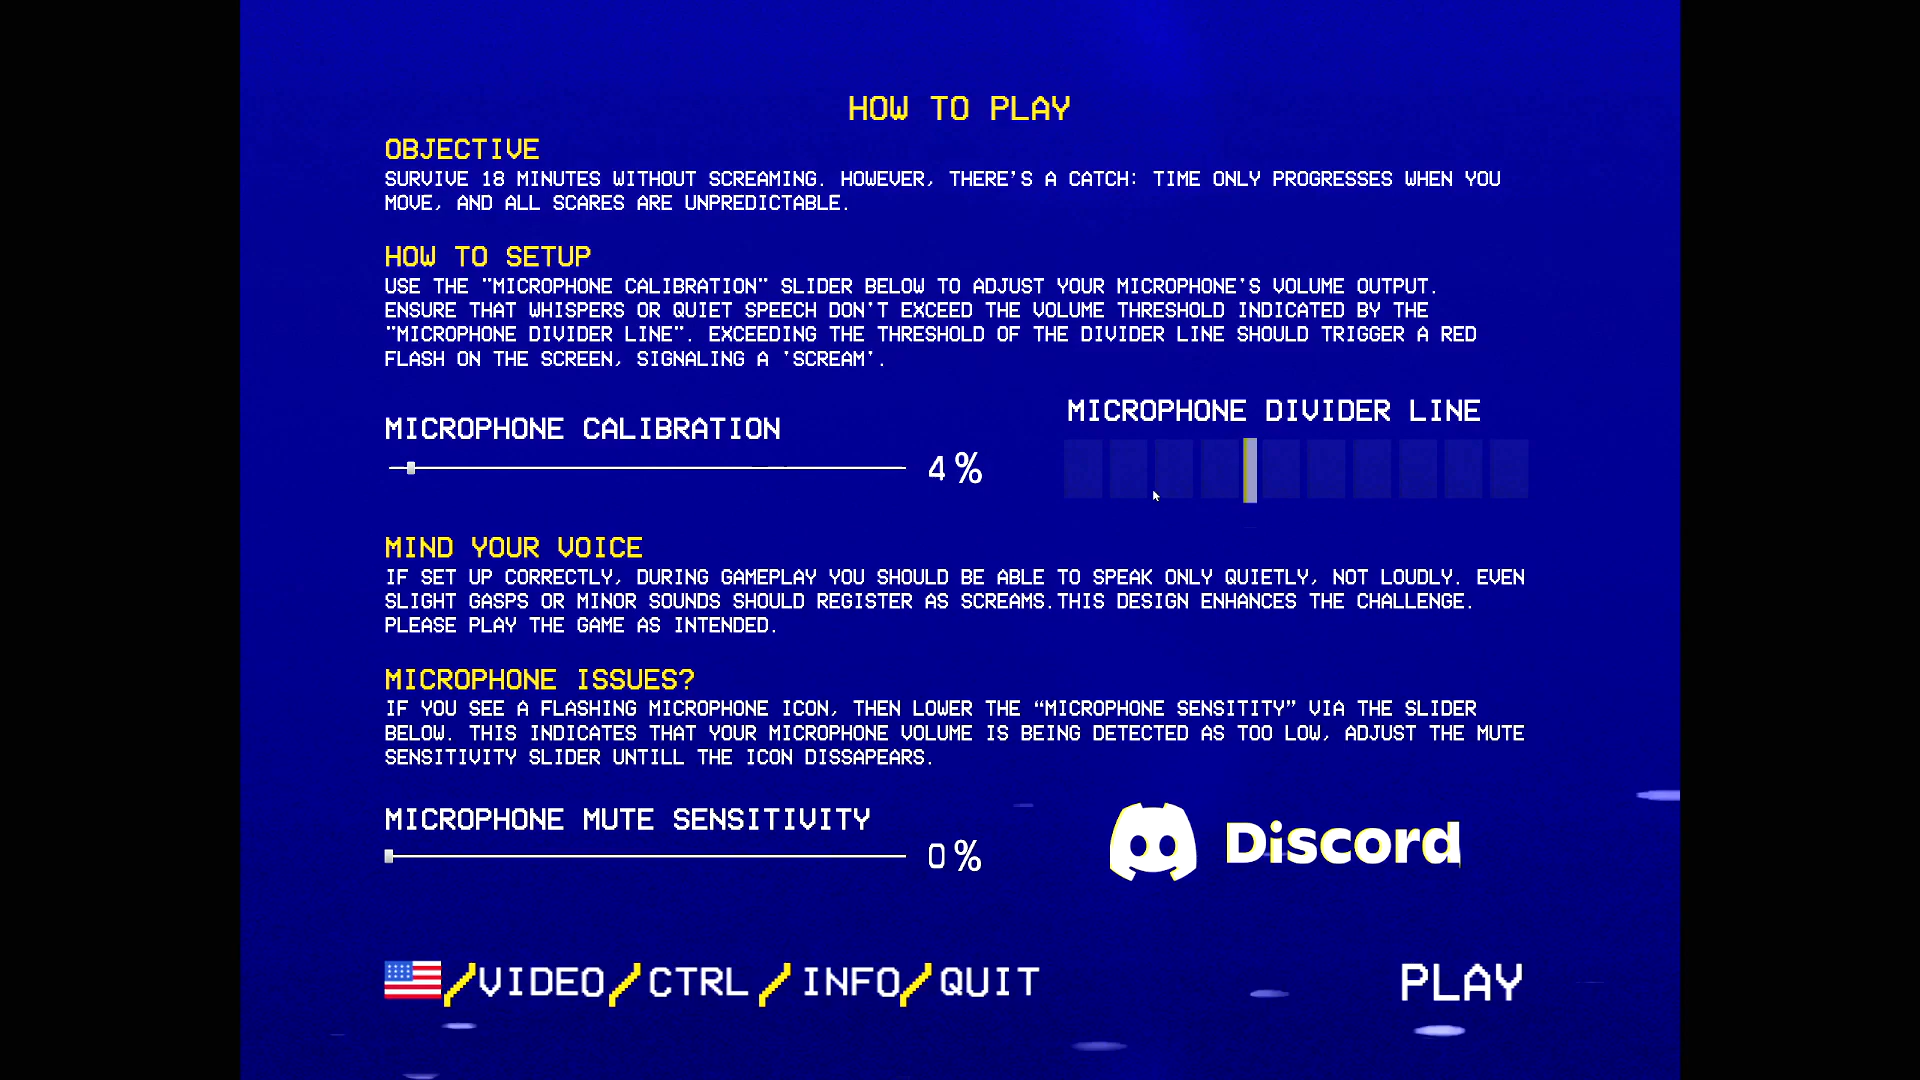 HOW TO PLAY
OBJECTIVE
SURVIVE 18 MINUTES WITHOUT SCREAMING. HOWEVER, THERE'S A CATCH: TIME ONLY PROGRESSES WHEN YOU
MOVE, AND ALL SCARES ARE UNPREDICTABLE.
HOW TO SETUP
USE THE "MICROPHONE CALIBRATION" SLIDER BELOW TO ADJUST YOUR MICROPHONE'S VOLUME OUTPUT.
ENSURE THAT WHISPERS OR QUIET SPEECH DON'T EXCEED THE VOLUME THRESHOLD INDICATED BY THE
"MICROPHONE DIVIDER LINE". EXCEEDING THE THRESHOLD OF THE DIVIDER LINE SHOULD TRIGGER A RED
FLASH ON THE SCREEN, SIGNALING A 'SCREAM'.
MICROPHONE CALIBRATION
4%
MICROPHONE DIVIDER LINE
MIND YOUR VOICE
IF SET UP CORRECTLY, DURING GAMEPLAY YOU SHOULD BE ABLE TO SPEAK ONLY QUIETLY, NOT LOUDLY. EVEN
SLIGHT GASPS OR MINOR SOUNDS SHOULD REGISTER AS SCREAMS.THIS DESIGN ENHANCES THE CHALLENGE.
PLEASE PLAY THE GAME AS INTENDED.
MICROPHONE ISSUES?
IF YOU SEE A FLASHING MICROPHONE ICON, THEN LOWER THE “MICROPHONE SENSITITY” VIA THE SLIDER
BELOW. THIS INDICATES THAT YOUR MICROPHONE VOLUME IS BEING DETECTED AS TOO LOW, ADJUST THE MUTE
SENSITIVITY SLIDER UNTILL THE ICON DISSAPEARS.
MICROPHONE MUTE SENSITIVITY
0%
Discord
/VIDEO/CTRL/INFO/QUIT
PLAY